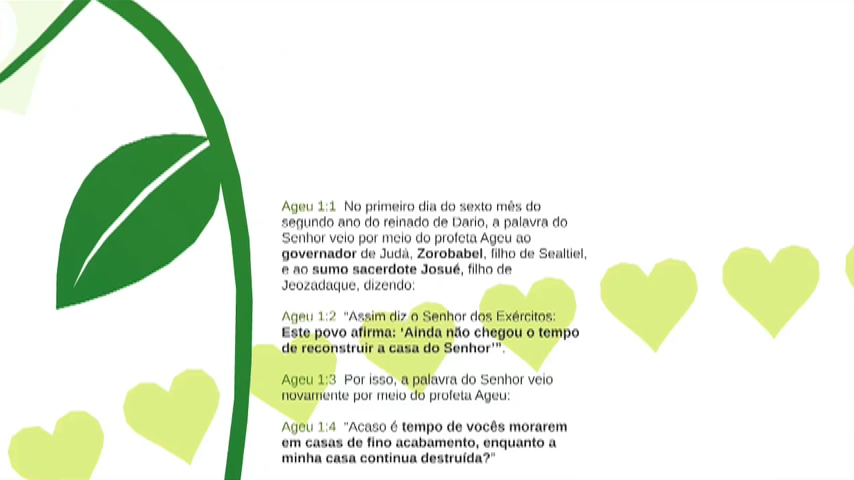 Ageu 1:1 No primeiro dia do sexto mês do
segundo ano do reinado de Dario, a palavra do
Senhor veio por meio do profeta Ageu ao
governador de Judá, Zorobabel, filho de Sealtiel,
e ao sumo sacerdote Josué, filho de
Jeozadaque, dizendo:
Ageu 1:2 "Assim diz o Senhor dos Exércitos:
Este povo afirma: 'Ainda não chegou o tempo
de reconstruir a casa do Senhor'".
Ageu 1:3 Por isso, a palavra do Senhor veio
novamente por meio do profeta Ageu:
Ageu 1:4 "Acaso é tempo de vocês morarem
em casas de fino acabamento, enquanto a
minha casa continua destruída?"